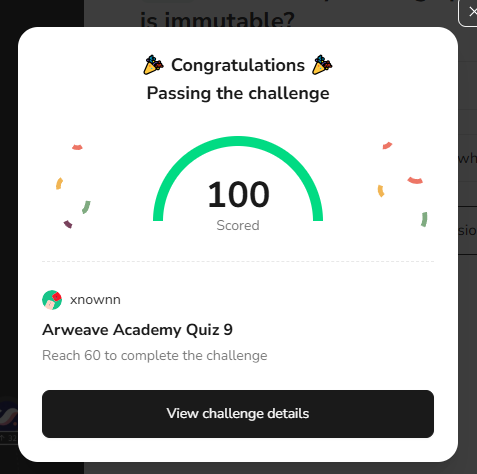 is immutable?
Congratulations
Passing the challenge
100
Scored
xnownn
Arweave Academy Quiz 9
Reach 60 to complete the challenge
View challenge details